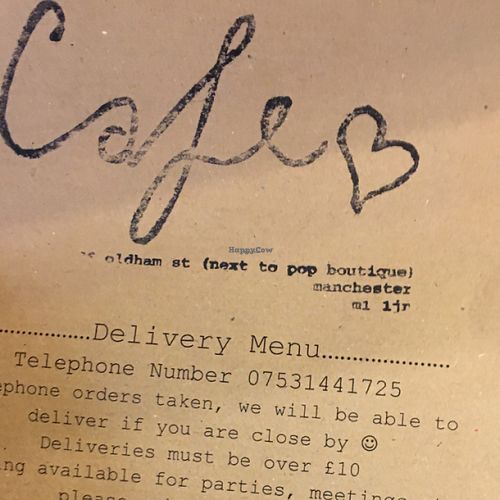 Cafe
HappyCow
oldham st (next to pop boutique)
manchester
m1 1jr
Delivery Menu
Telephone Number 07531441725
ephone orders taken, we will be able to
deliver if you are close by ☺
Deliveries must be over £10
ng available for parties, meetings
please